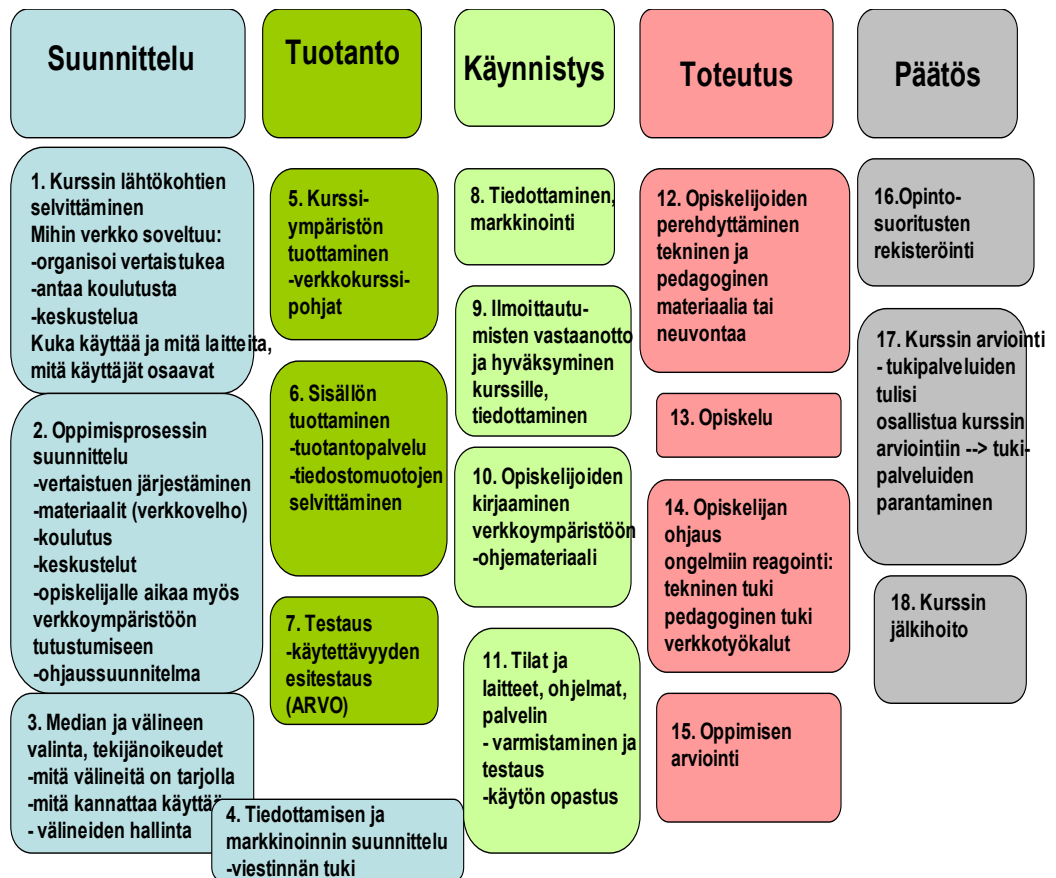 Suunnittelu
Tuotanto
Käynnistys
Toteutus
Päätös
1. Kurssin lähtökohtien
selvittäminen
Mihin verkko soveltuu:
-organisoi vertaistukea
-antaa koulutusta
-keskustelua
Kuka käyttää ja mitä laitteita,
mitä käyttäjät osaavat
2. Oppimisprosessin
suunnittelu
-vertaistuen järjestäminen
-materiaalit (verkkovelho)
-koulutus
-keskustelut
-opiskelijalle aikaa myös
verkkoympäristöön
tutustumiseen
-ohjaussuunnitelma
3. Median ja välineen
valinta, tekijänoikeudet
-mitä välineitä on tarjolla
-mitä kannattaa käyttää
- välineiden hallinta
4. Tiedottamisen ja
markkinoinnin suunnittelu
-viestinnän tuki
5. Kurssi-
ympäristön
tuottaminen
-verkkokurssi-
pohjat
6. Sisällön
tuottaminen
-tuotantopalvelu
-tiedostomuotojen
selvittäminen
7. Testaus
-käytettävyyden
esitestaus
(ARVO)
8. Tiedottaminen,
markkinointi
9. Ilmoittautu-
misten vastaanotto
ja hyväksyminen
kurssille,
tiedottaminen
10. Opiskelijoiden
kirjaaminen
verkkoympäristöön
-ohjemateriaali
11. Tilat ja
laitteet, ohjelmat,
palvelin
- varmistaminen ja
testaus
-käytön opastus
12. Opiskelijoiden
perehdyttäminen
tekninen ja
pedagoginen
materiaalia tai
neuvontaa
13. Opiskelu
14. Opiskelijan
ohjaus
ongelmiin reagointi:
tekninen tuki
pedagoginen tuki
verkkotyökalut
15. Oppimisen
arviointi
16.Opinto-
suoritusten
rekisteröinti
17. Kurssin arviointi
- tukipalveluiden
tulisi
osallistua kurssin
arviointiin --> tuki-
palveluiden
parantaminen
18. Kurssin
jälkihoito